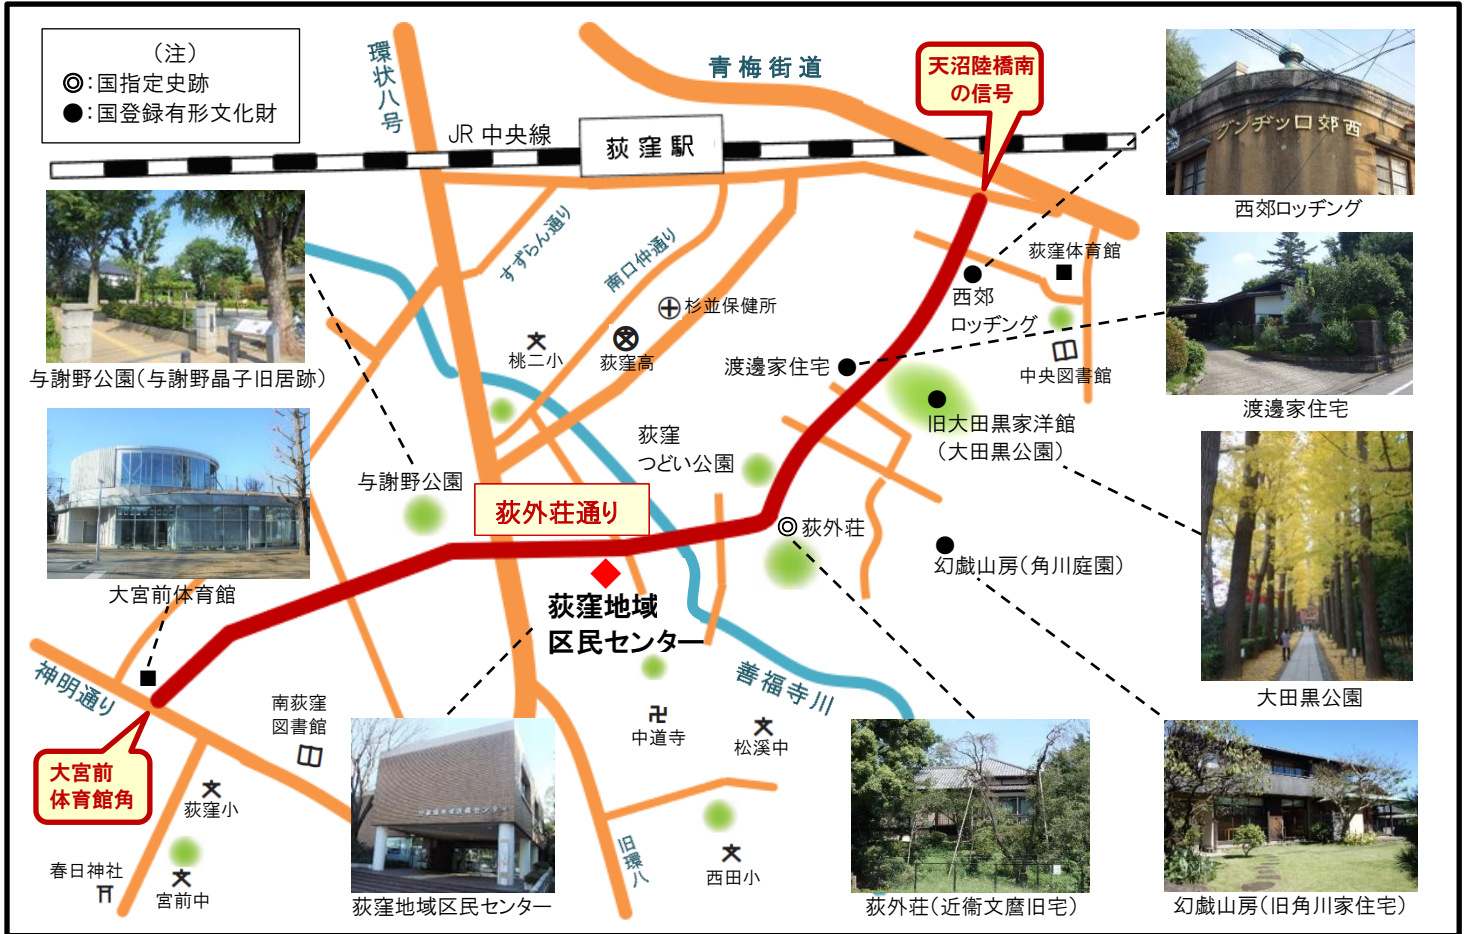 （注）
◎：国指定史跡
●：国登録有形文化財
環状八号
青梅街道
天沼陸橋南
の信号
JR 中央線
荻窪駅
西郊ロッヂング
西郊ロッヂング
すずらん通り
南口仲通り
荻窪体育館
杉並保健所
西郊
ロッヂング
桃二小
荻窪高
渡邊家住宅
中央図書館
与謝野公園(与謝野晶子旧居跡)
渡邊家住宅
荻窪
つどい公園
旧大田黒家洋館
（大田黒公園）
与謝野公園
荻外荘通り
荻外荘
幻戯山房(角川庭園)
大宮前体育館
荻窪地域
区民センター
神明通り
善福寺川
大田黒公園
南荻窪
図書館
中道寺
松溪中
大宮前
体育館角
荻窪小
旧環八
春日神社
宮前中
西田小
荻窪地域区民センター
荻外荘(近衞文麿旧宅)
幻戯山房(旧角川家住宅)